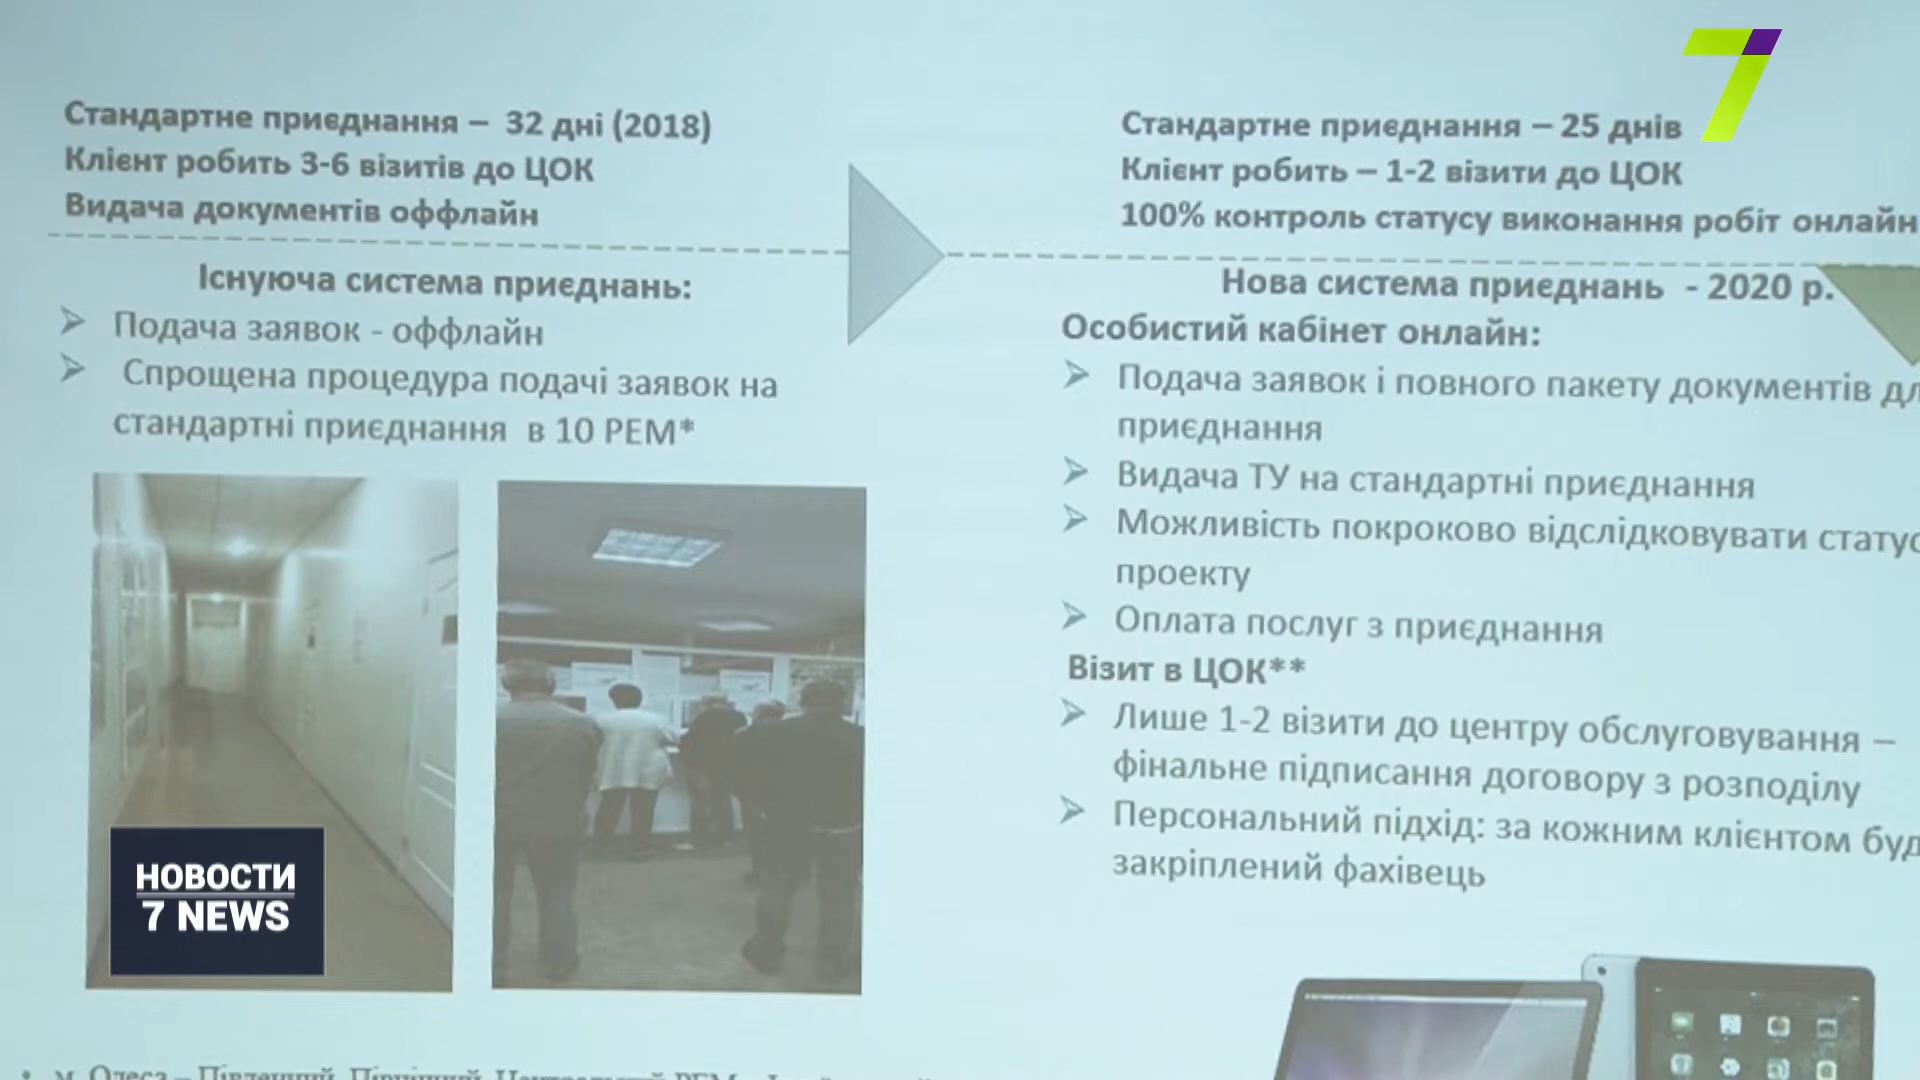 7
Стандартне приєднання – 32 дні (2018)
Клієнт робить 3-6 візитів до ЦОК
Видача документів оффлайн
Існуюча система приєднань:
Подача заявок - оффлайн
Спрощена процедура подачі заявок на
стандартні приєднання в 10 РЕМ*
Стандартне приєднання – 25 днів
Клієнт робить – 1-2 візити до ЦОК
100% контроль статусу виконання робіт онлайн
Нова система приєднань - 2020 р.
Особистий кабінет онлайн:
Подача заявок і повного пакету документів
приєднання
Видача ТУ на стандартні приєднання
Можливість покроково відслідковувати статус
проекту
Оплата послуг з приєднання
Візит в ЦОК**
Лише 1-2 візити до центру обслуговування –
фінальне підписання договору з розподілу
Персональний підхід: за кожним клієнтом
закріплений фахівець
НОВОСТИ
7 NEWS